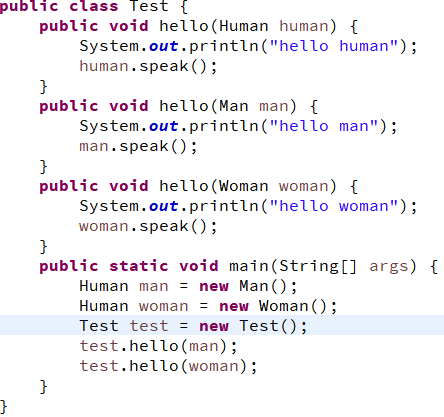 public class Test {
    public void hello(Human human) {
        System.out.println("hello human");
        human.speak();
    }
    public void hello(Man man) {
        System.out.println("hello man");
        man.speak();
    }
    public void hello(Woman woman) {
        System.out.println("hello woman");
        woman.speak();
    }
    public static void main(String[] args) {
        Human man = new Man();
        Human woman = new Woman();
        Test test = new Test();
        test.hello(man);
        test.hello(woman);
    }
}